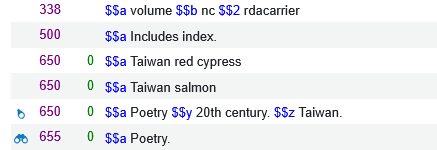 338 $$a volume $$b nc $$2 rdacarrier
500 $$a Includes index.
650 0 $$a Taiwan red cypress
650 0 $$a Taiwan salmon
650 0 $$a Poetry $$y 20th century. $$z Taiwan.
655 0 $$a Poetry.